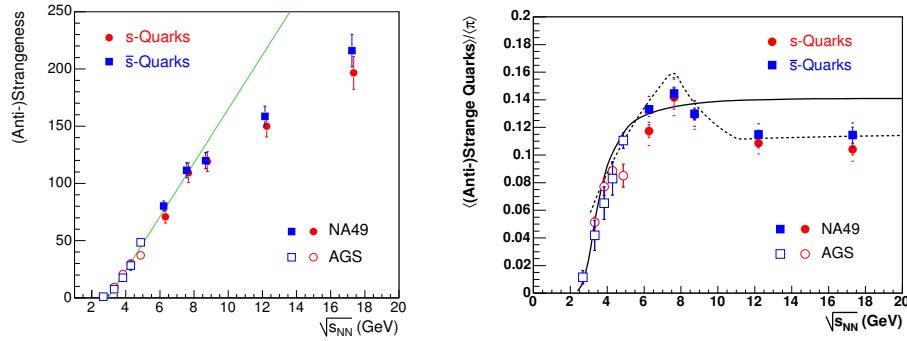 (Anti-)Strangeness
250
200
150
100
50
0
0 2 4 6 8 10 12 14 16 18 20
√s_NN (GeV)
s-Quarks
s̅-Quarks
NA49
AGS
⟨(Anti-)Strange Quarks⟩/⟨π⟩
0.2
0.18
0.16
0.14
0.12
0.1
0.08
0.06
0.04
0.02
0
0 2 4 6 8 10 12 14 16 18 20
√s_NN (GeV)
s-Quarks
s̅-Quarks
NA49
AGS